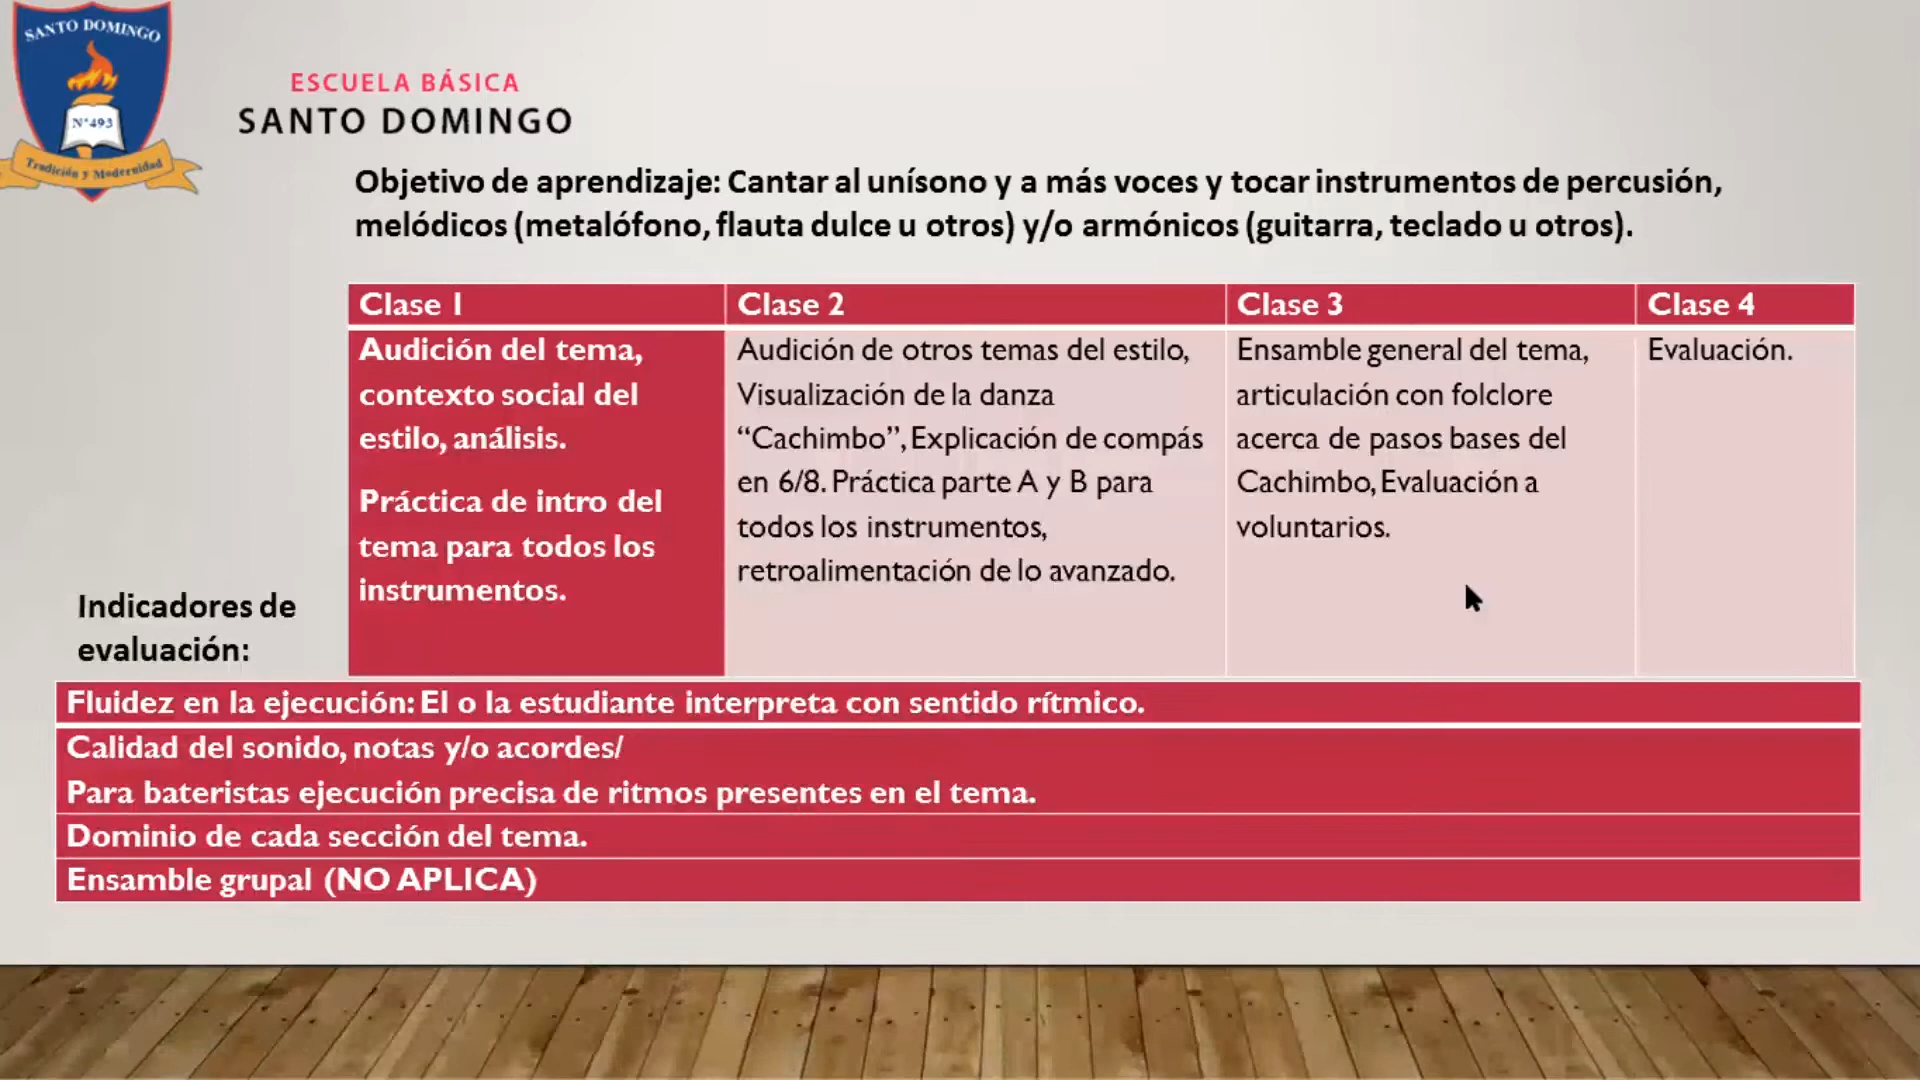 SANTO DOMINGO
N°493
Tradición y Modernidad
ESCUELA BÁSICA
SANTO DOMINGO
Objetivo de aprendizaje: Cantar al unísono y a más voces y tocar instrumentos de percusión,
melódicos (metalófono, flauta dulce u otros) y/o armónicos (guitarra, teclado u otros).
Clase 1
Audición del tema,
contexto social del
estilo, análisis.
Práctica de intro del
tema para todos los
instrumentos.
Clase 2
Audición de otros temas del estilo,
Visualización de la danza
“Cachimbo”, Explicación de compás
en 6/8. Práctica parte A y B para
todos los instrumentos,
retroalimentación de lo avanzado.
Clase 3
Ensamble general del tema,
articulación con folclore
acerca de pasos bases del
Cachimbo, Evaluación a
voluntarios.
Clase 4
Evaluación.
Indicadores de
evaluación:
Fluidez en la ejecución: El o la estudiante interpreta con sentido rítmico.
Calidad del sonido, notas y/o acordes/
Para bateristas ejecución precisa de ritmos presentes en el tema.
Dominio de cada sección del tema.
Ensamble grupal (NO APLICA)